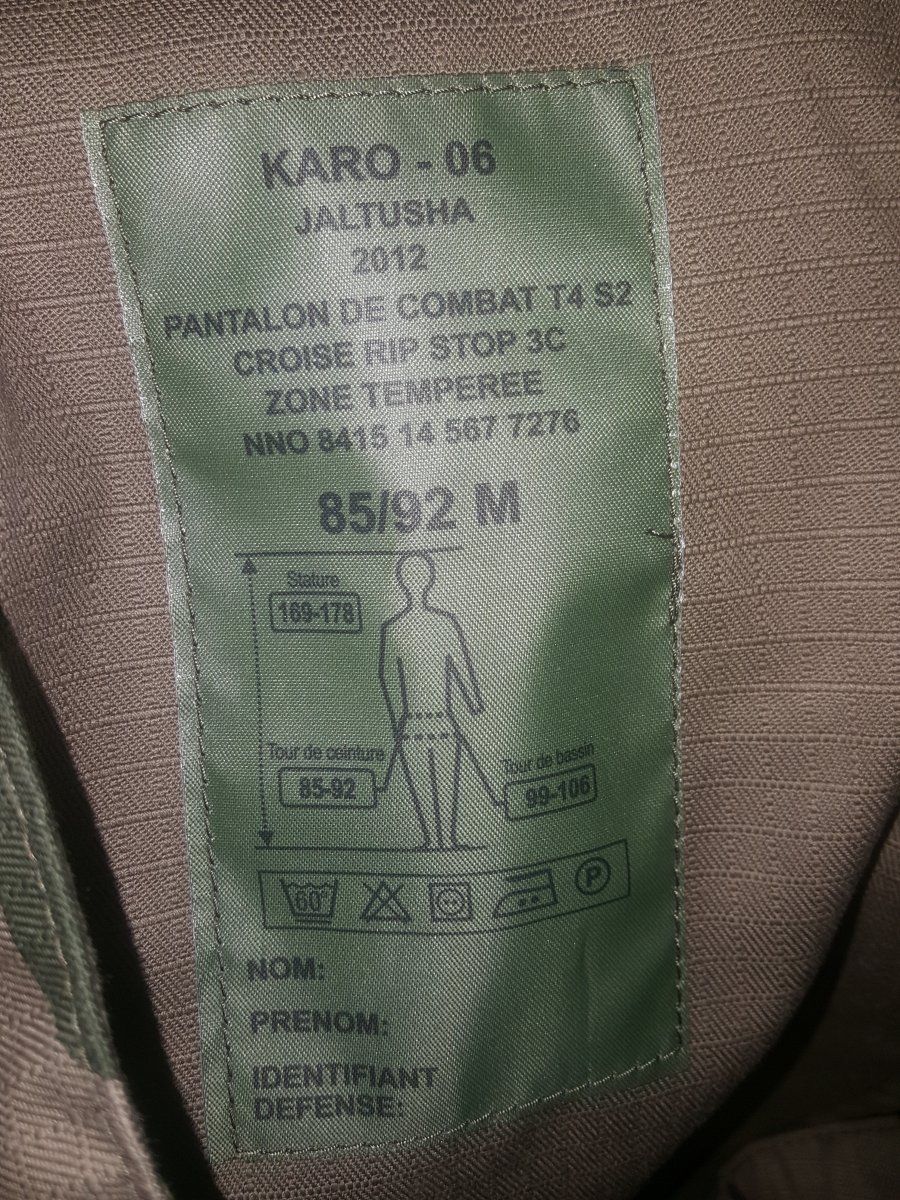 KARO - 06
JALTUSHA
2012
PANTALON DE COMBAT T4 S2
CROISE RIP STOP 3C
ZONE TEMPEREE
NNO 8415 14 567 7276
85/92 M
Stature
169-178
Tour de ceinture
85-92
Tour de bassin
99-106
60°
P
NOM:
PRENOM:
IDENTIFIANT
DEFENSE: